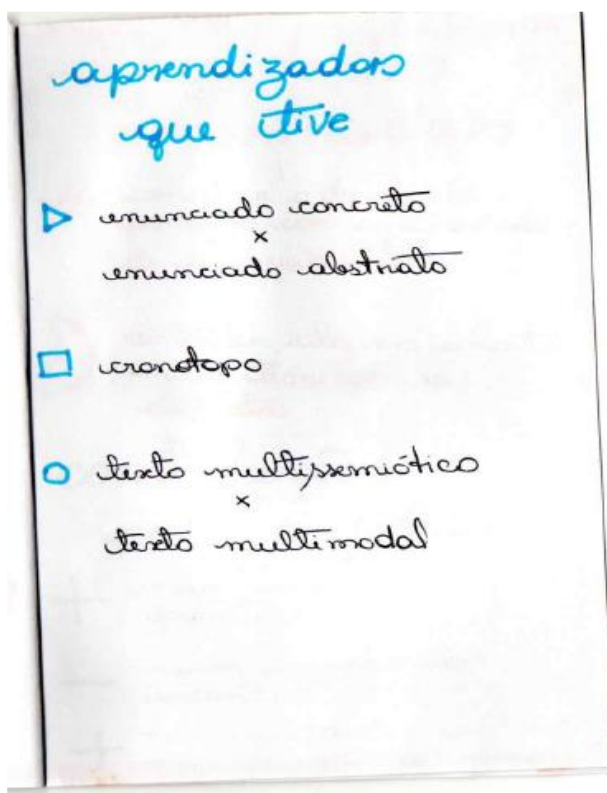 aprendizados
que tive
▷ enunciado concreto
×
enunciado abstrato
□ cronotopo
○ texto multissemiótico
×
texto multimodal